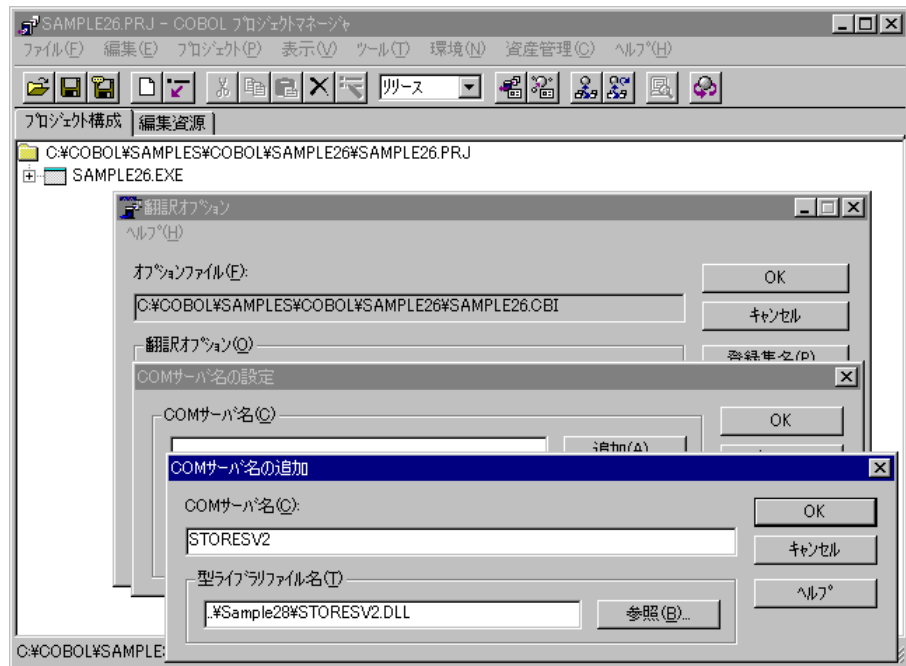 SAMPLE26.PRJ - COBOL ﾌﾟﾛｼﾞｪｸﾄﾏﾈｰｼﾞｬ
ﾌｧｲﾙ(F) 編集(E) ﾌﾟﾛｼﾞｪｸﾄ(P) 表示(V) ﾂｰﾙ(T) 環境(N) 資産管理(C) ﾍﾙﾌﾟ(H)
ﾘﾘｰｽ
ﾌﾟﾛｼﾞｪｸﾄ構成 編集資源
C:¥COBOL¥SAMPLES¥COBOL¥SAMPLE26¥SAMPLE26.PRJ
SAMPLE26.EXE
翻訳ｵﾌﾟｼｮﾝ
ﾍﾙﾌﾟ(H)
ｵﾌﾟｼｮﾝﾌｧｲﾙ(F):
OK
C:¥COBOL¥SAMPLES¥COBOL¥SAMPLE26¥SAMPLE26.CBI
ｷｬﾝｾﾙ
翻訳ｵﾌﾟｼｮﾝ(O)
登録集名(P)
COMｻｰﾊﾞ名の設定
COMｻｰﾊﾞ名(C)
OK
追加(A)
COMｻｰﾊﾞ名の追加
COMｻｰﾊﾞ名(C):
OK
STORESV2
ｷｬﾝｾﾙ
型ﾗｲﾌﾞﾗﾘﾌｧｲﾙ名(T)
ﾍﾙﾌﾟ
..¥Sample28¥STORESV2.DLL
参照(B)...
C:¥COBOL¥SAMPLE